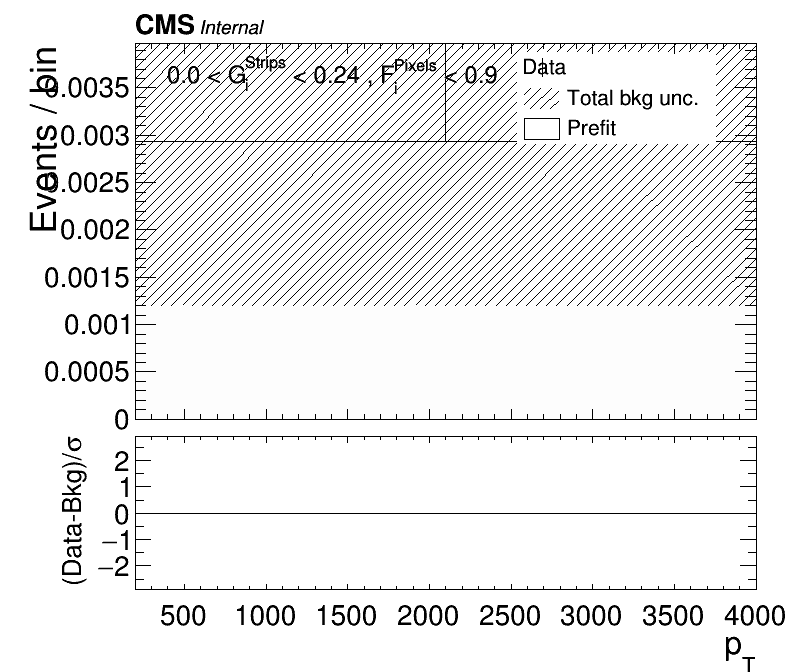 CMS Internal
Events / bin
0.0 < G_i^Strips < 0.24 , F_i^Pixels < 0.9
Data
Total bkg unc.
Prefit
0.0035
0.003
0.0025
0.002
0.0015
0.001
0.0005
0
(Data-Bkg)/σ
2
1
0
−1
−2
500 1000 1500 2000 2500 3000 3500 4000
p_T